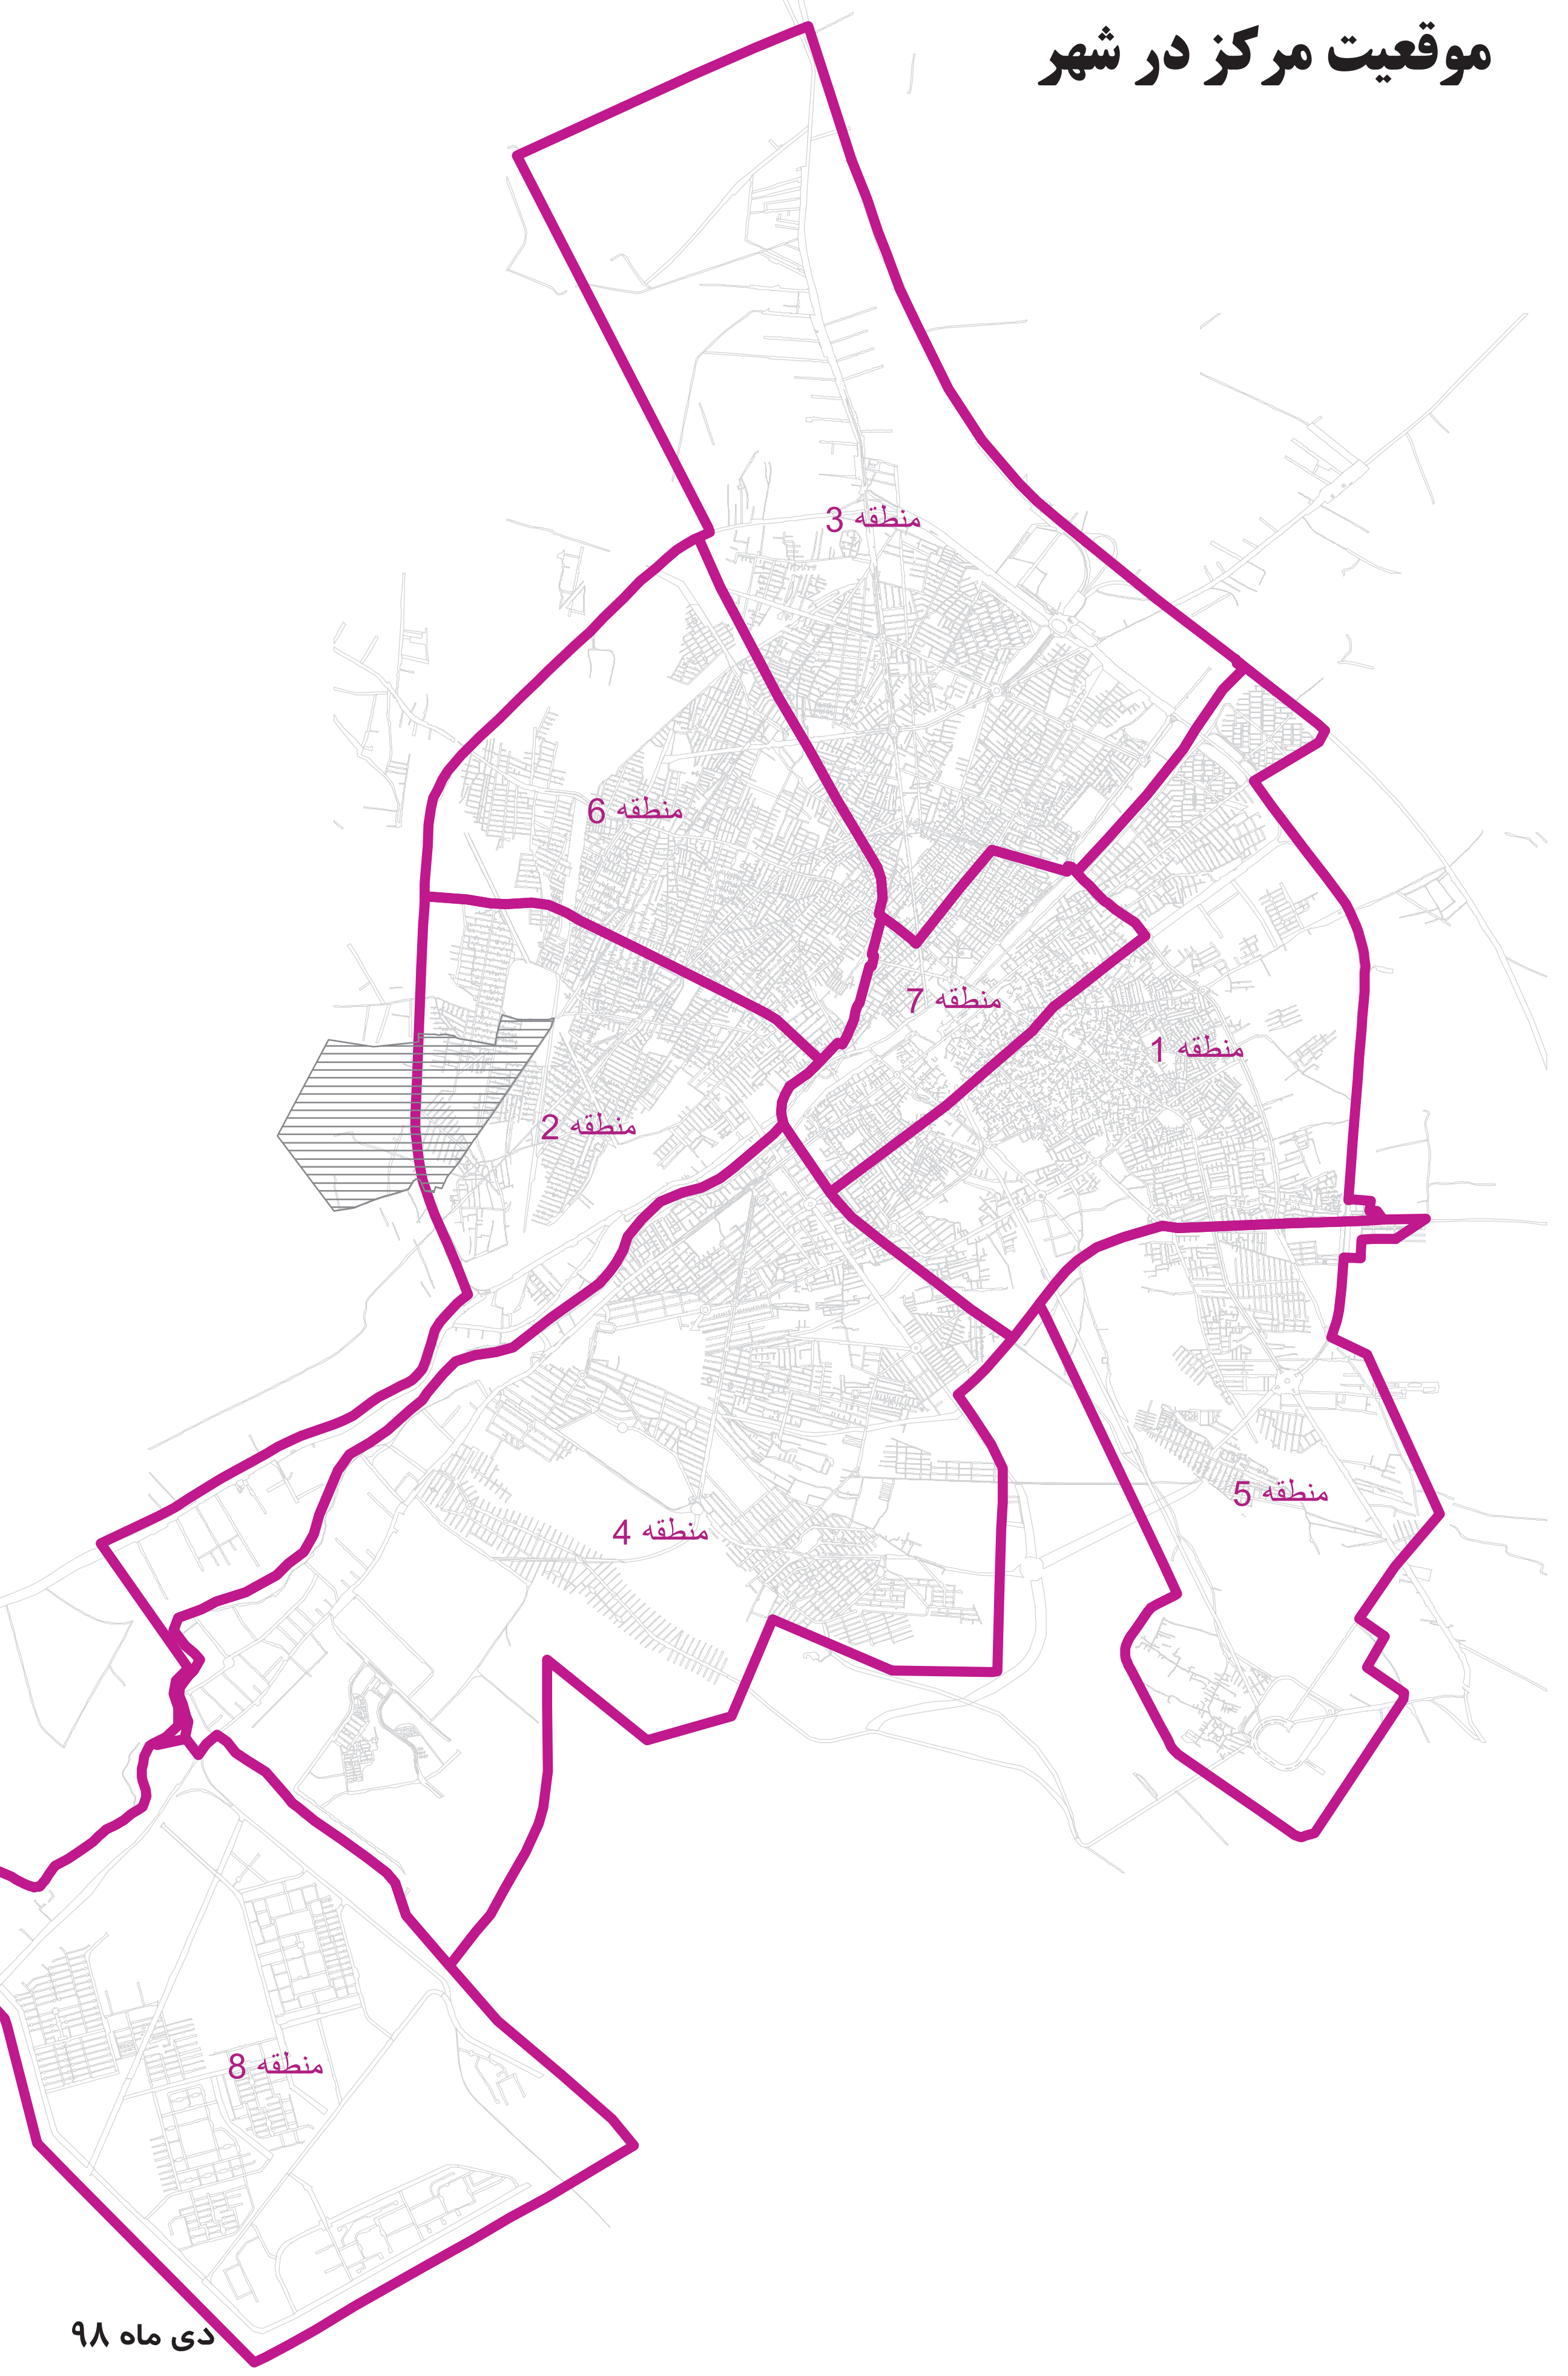 موقعیت مرکز در شهر
منطقه 3
منطقه 6
منطقه 7
منطقه 1
منطقه 2
منطقه 5
منطقه 4
منطقه 8
دی ماه ۹۸